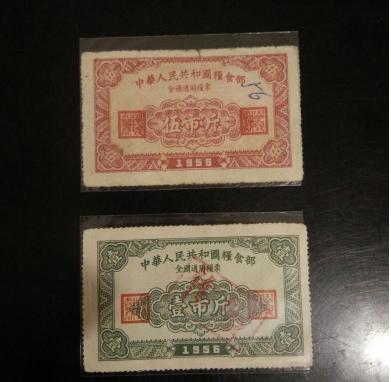 中華人民共和國糧食部
全國通用糧票
伍市斤
1955
中華人民共和國糧食部
全國通用糧票
壹市斤
1956